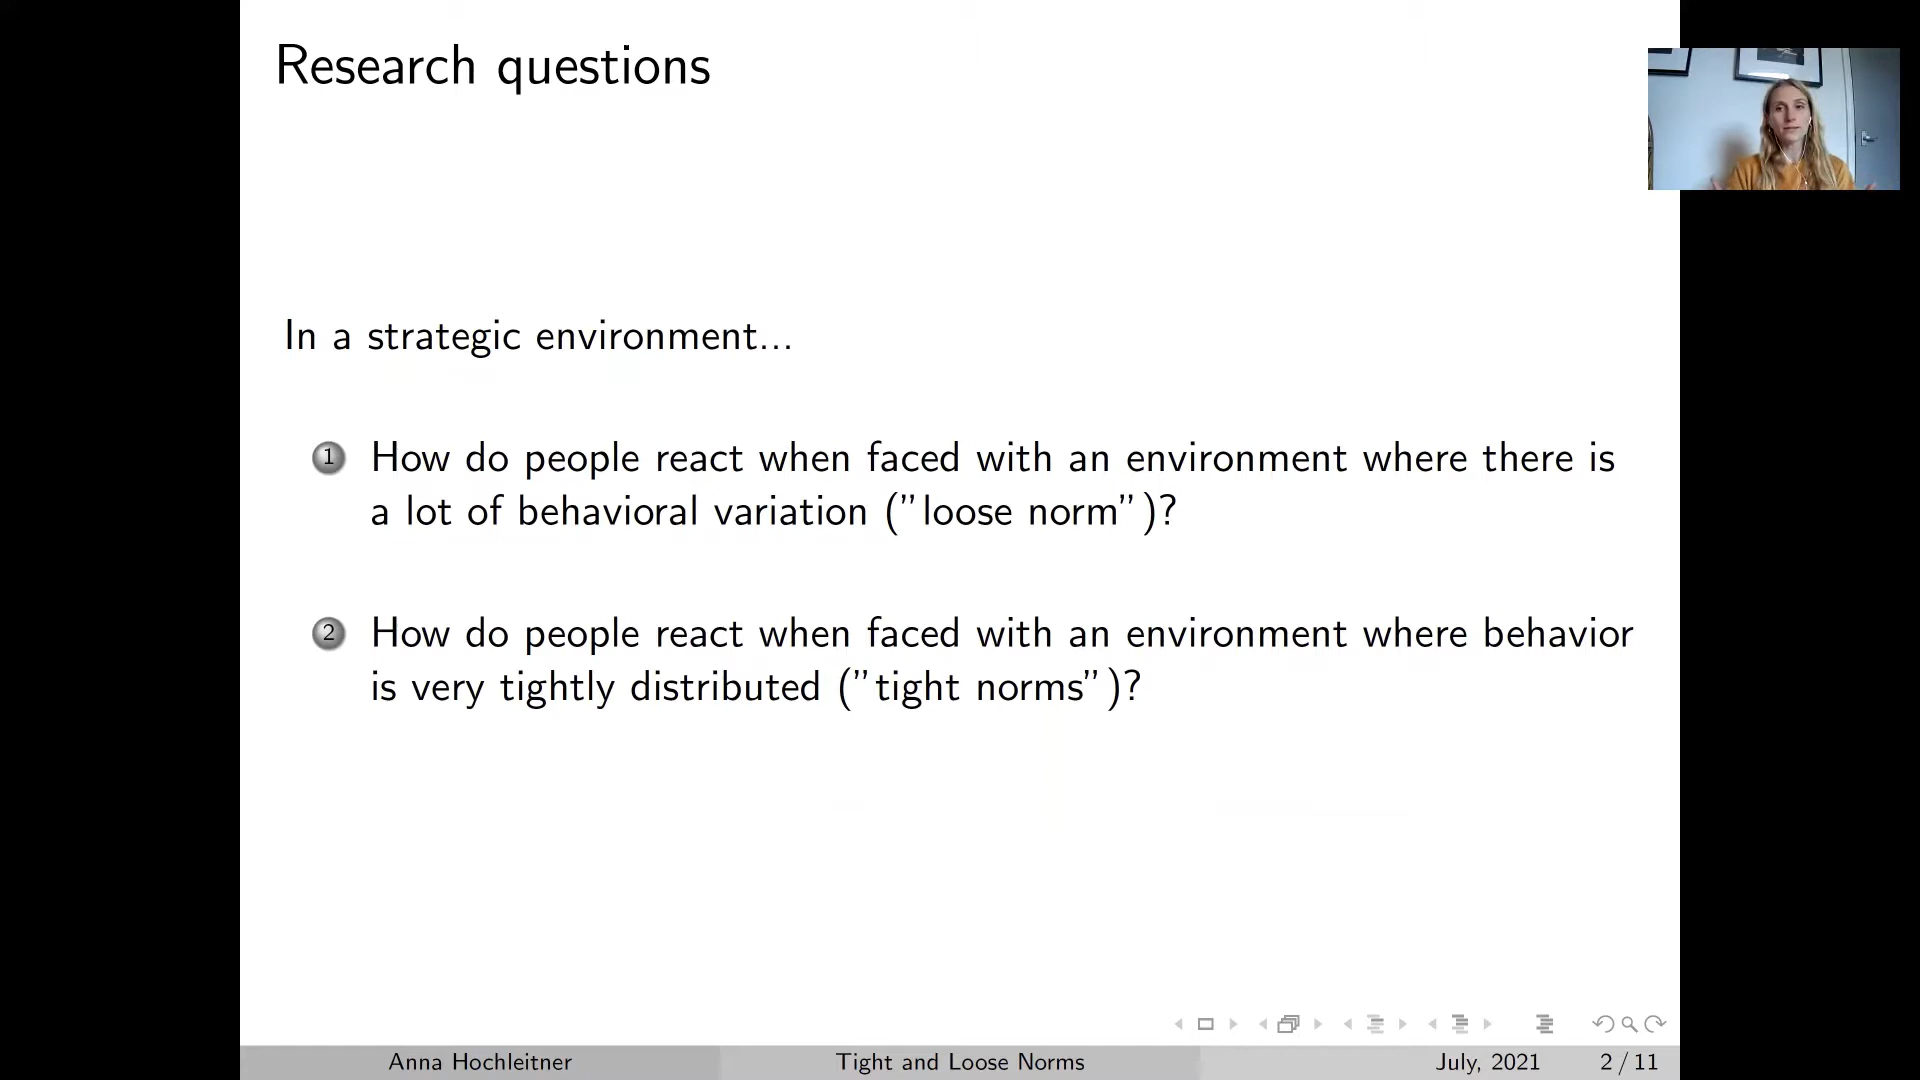 Research questions
In a strategic environment...
1 How do people react when faced with an environment where there is
a lot of behavioral variation (”loose norm”)?
2 How do people react when faced with an environment where behavior
is very tightly distributed (”tight norms”)?
Anna Hochleitner Tight and Loose Norms July, 2021 2 / 11